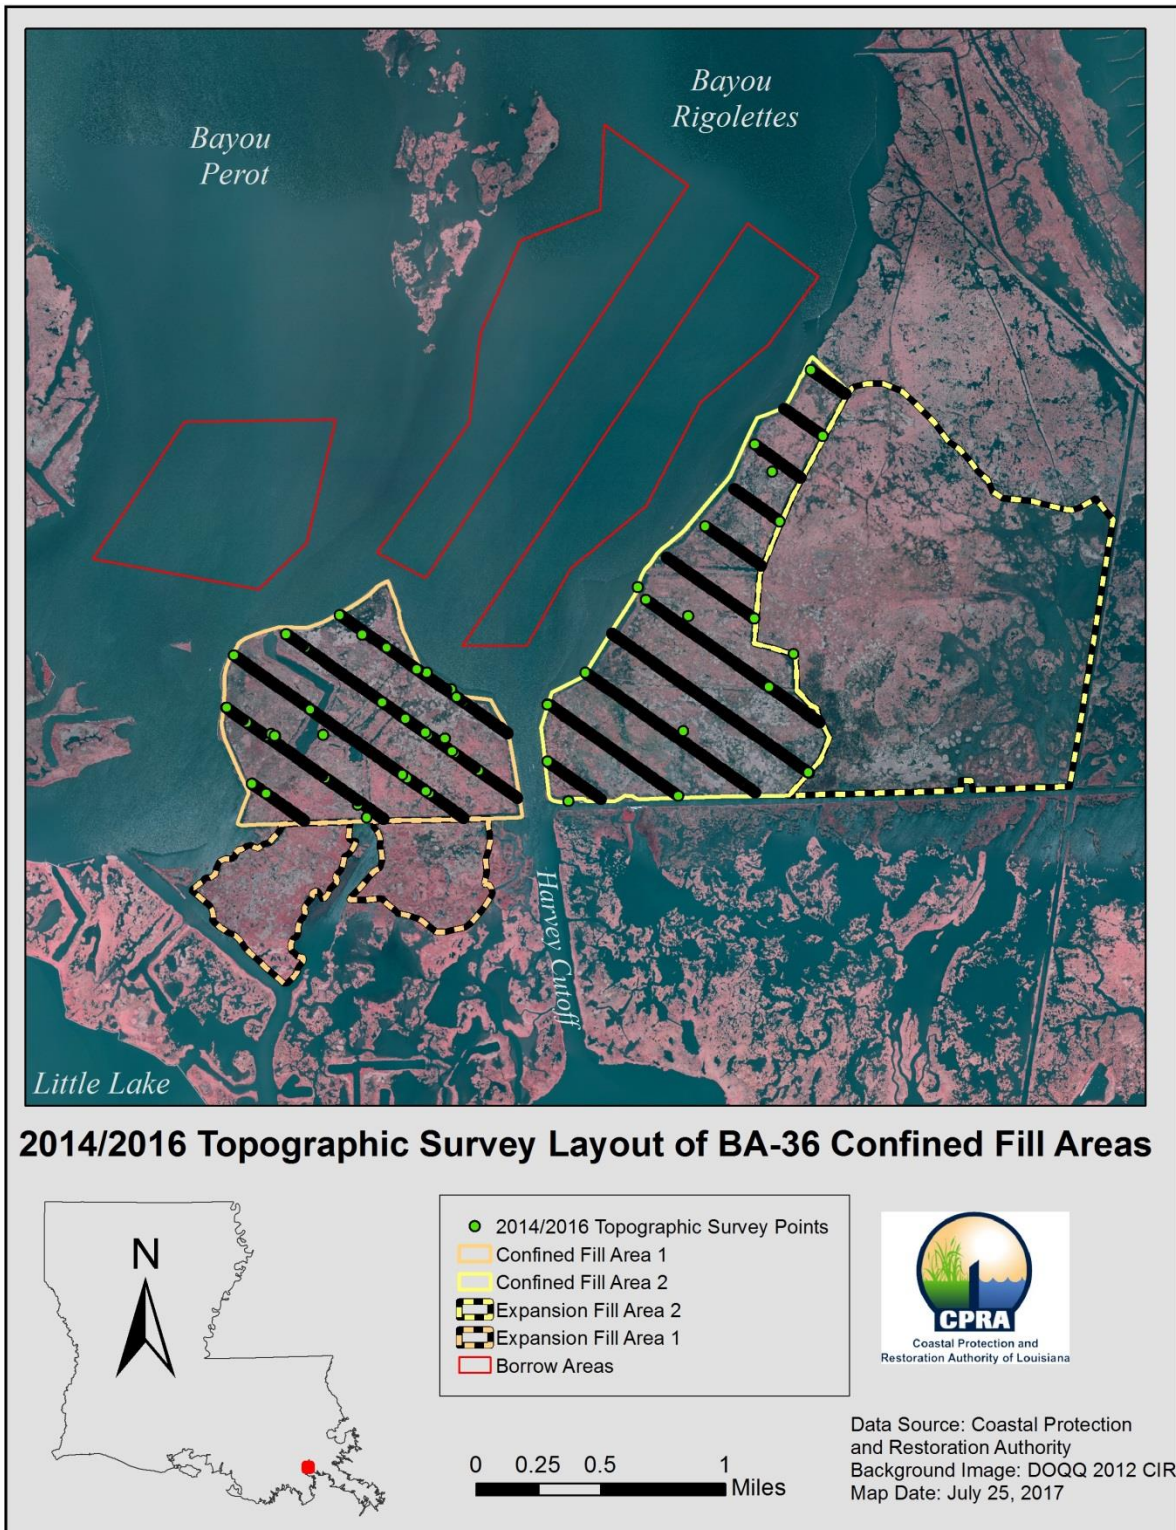 Bayou
Perot
Bayou
Rigolettes
Harvey Cutoff
Little Lake
2014/2016 Topographic Survey Layout of BA-36 Confined Fill Areas
N
2014/2016 Topographic Survey Points
Confined Fill Area 1
Confined Fill Area 2
Expansion Fill Area 2
Expansion Fill Area 1
Borrow Areas
CPRA
Coastal Protection and
Restoration Authority of Louisiana
0 0.25 0.5 1
Miles
Data Source: Coastal Protection
and Restoration Authority
Background Image: DOQQ 2012 CIR
Map Date: July 25, 2017